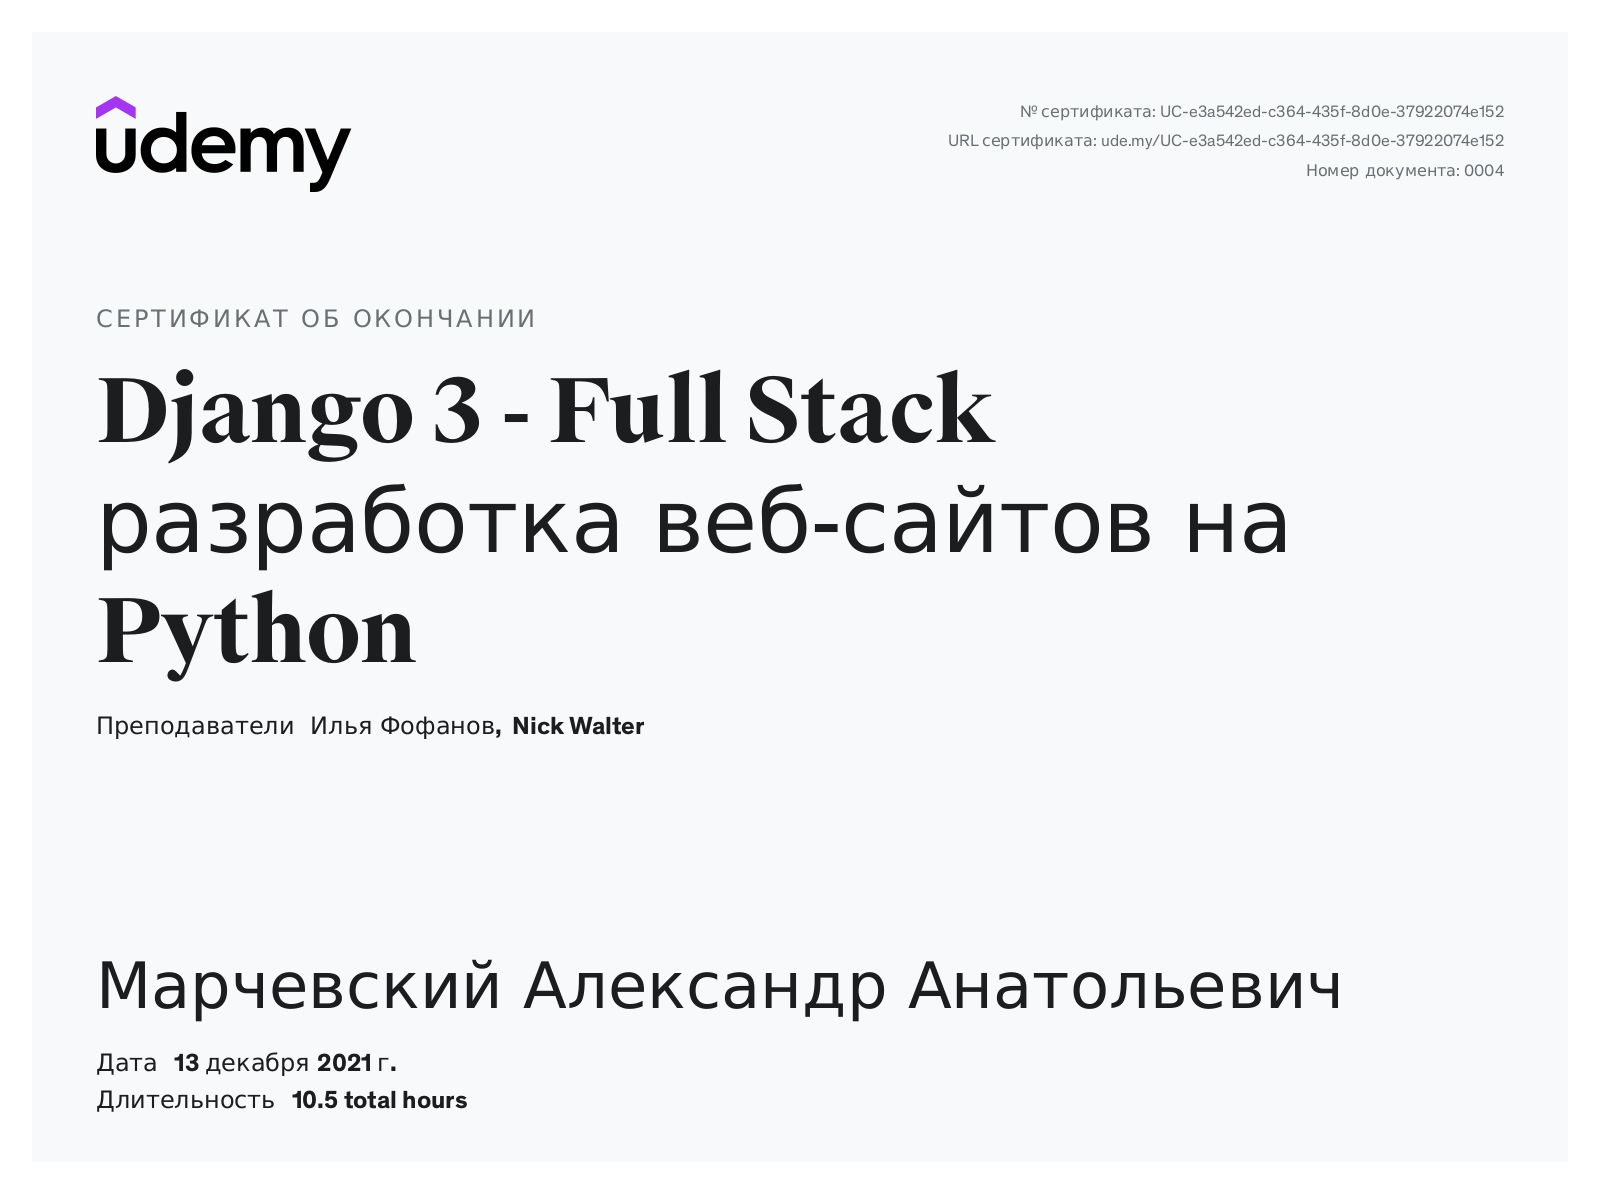 udemy
№ сертификата: UC-e3a542ed-c364-435f-8d0e-37922074e152
URL сертификата: ude.my/UC-e3a542ed-c364-435f-8d0e-37922074e152
Номер документа: 0004
СЕРТИФИКАТ ОБ ОКОНЧАНИИ
Django 3 - Full Stack
разработка веб-сайтов на
Python
Преподаватели Илья Фофанов, Nick Walter
Марчевский Александр Анатольевич
Дата 13 декабря 2021 г.
Длительность 10.5 total hours